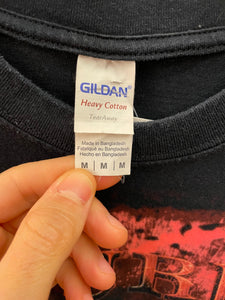 GILDAN
Heavy Cotton
TearAway
Made in Bangladesh
Fabriqué au Bangladesh
Hecho en Bangladesh
M M M